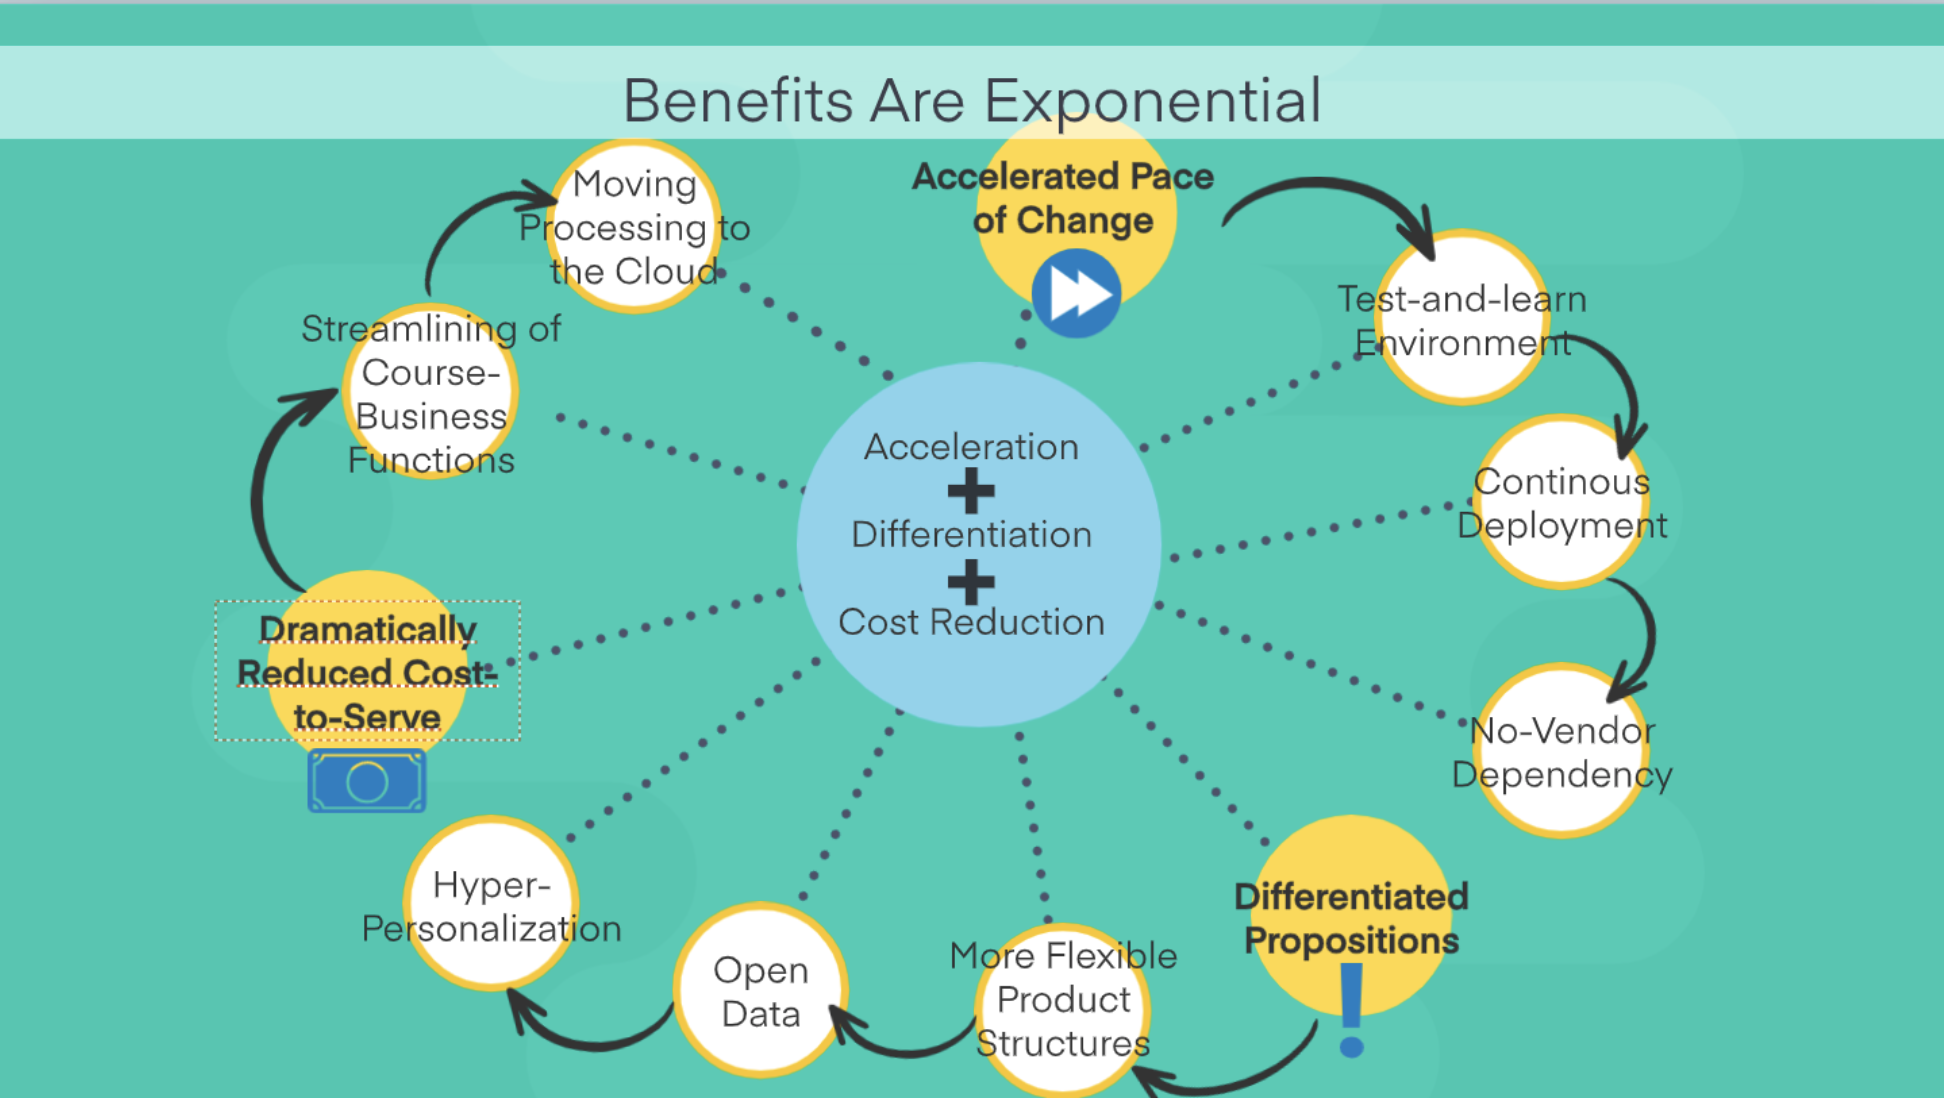 Benefits Are Exponential
Accelerated Pace
of Change
Test-and-learn
Environment
Continous
Deployment
No-Vendor
Dependency
Differentiated
Propositions
More Flexible
Product
Structures
Open
Data
Hyper-
Personalization
Dramatically
Reduced Cost-
to-Serve
Streamlining of
Course-
Business
Functions
Moving
Processing to
the Cloud
Acceleration
+
Differentiation
+
Cost Reduction